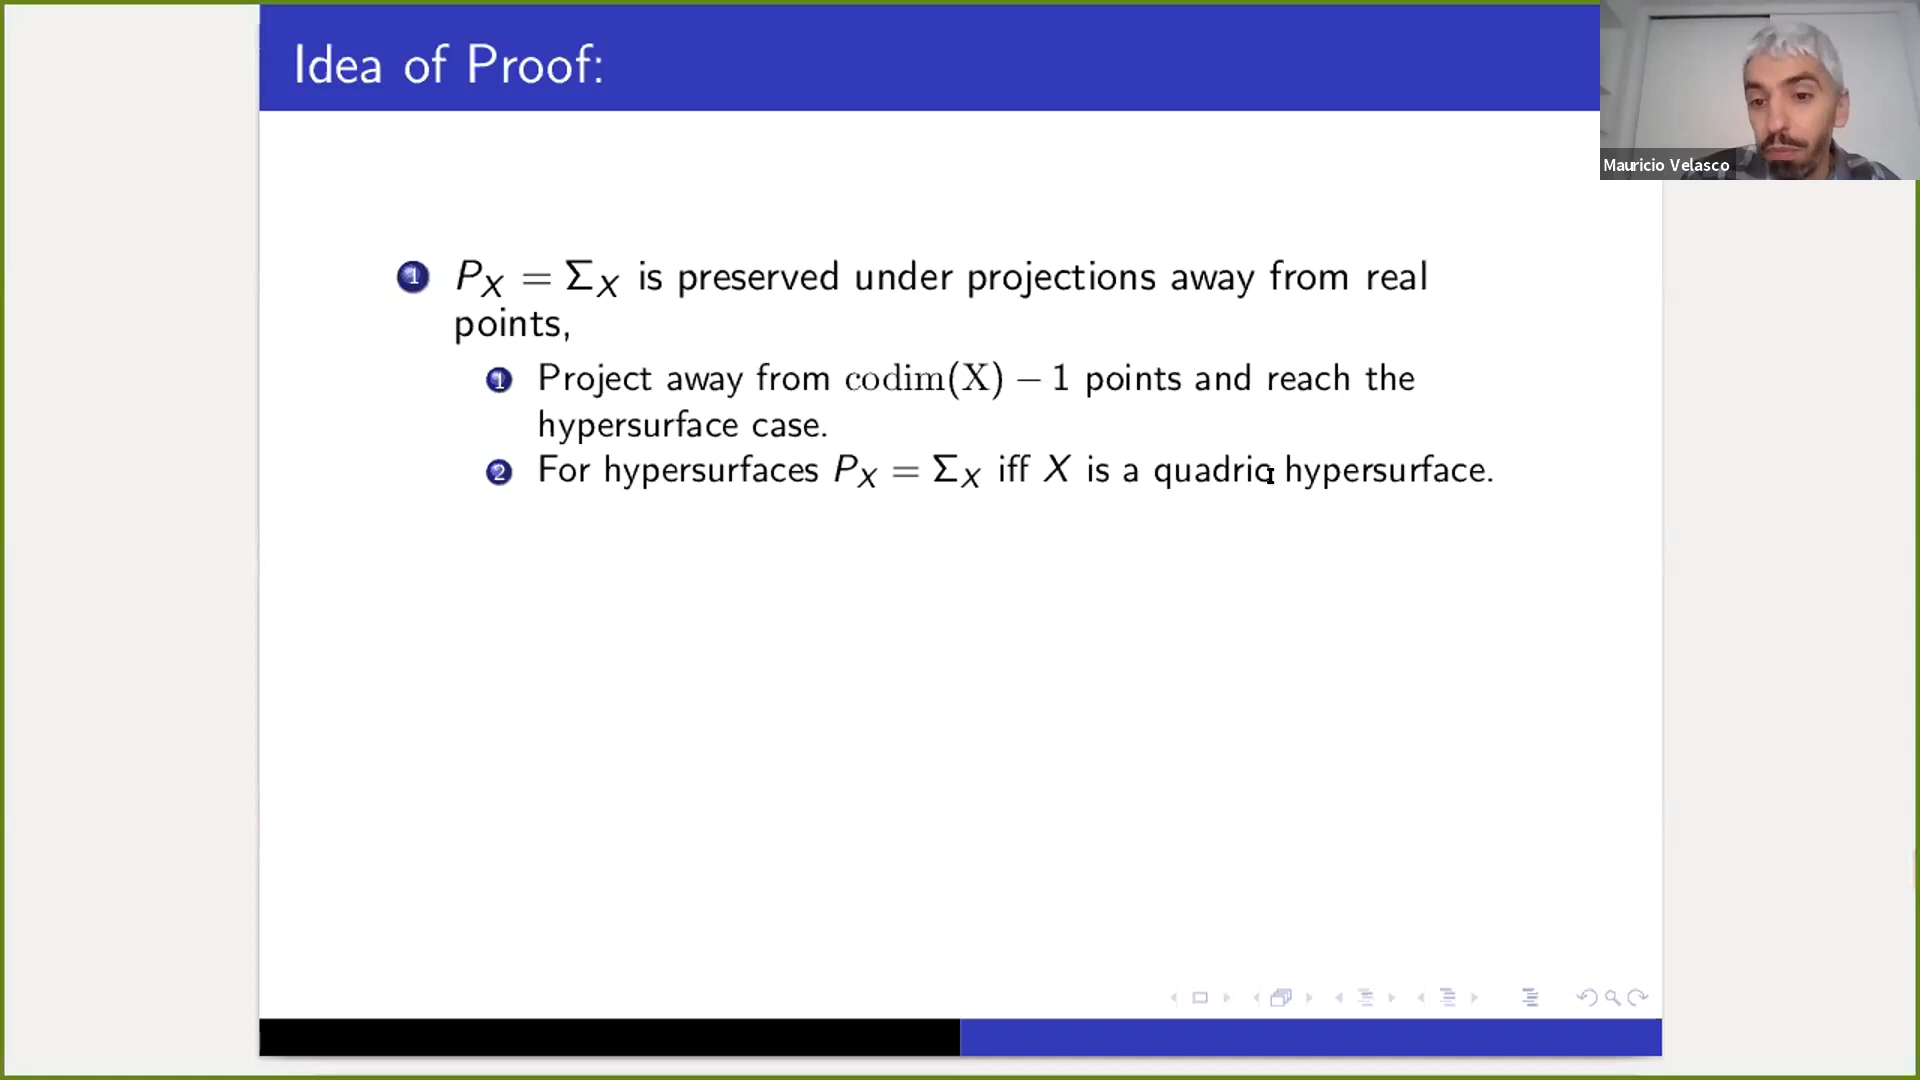 Idea of Proof:
Mauricio Velasco
1 P_X = Σ_X is preserved under projections away from real
points,
1 Project away from codim(X) − 1 points and reach the
hypersurface case.
2 For hypersurfaces P_X = Σ_X iff X is a quadric hypersurface.